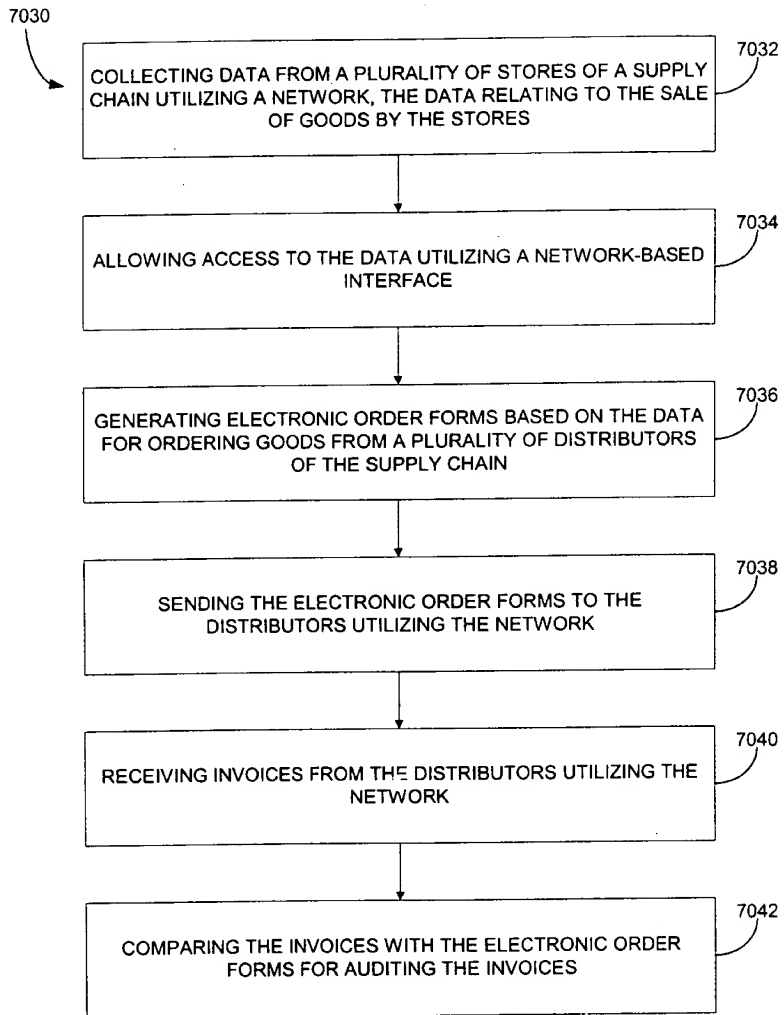 7030
7032
COLLECTING DATA FROM A PLURALITY OF STORES OF A SUPPLY
CHAIN UTILIZING A NETWORK, THE DATA RELATING TO THE SALE
OF GOODS BY THE STORES
7034
ALLOWING ACCESS TO THE DATA UTILIZING A NETWORK-BASED
INTERFACE
7036
GENERATING ELECTRONIC ORDER FORMS BASED ON THE DATA
FOR ORDERING GOODS FROM A PLURALITY OF DISTRIBUTORS
OF THE SUPPLY CHAIN
7038
SENDING THE ELECTRONIC ORDER FORMS TO THE
DISTRIBUTORS UTILIZING THE NETWORK
7040
RECEIVING INVOICES FROM THE DISTRIBUTORS UTILIZING THE
NETWORK
7042
COMPARING THE INVOICES WITH THE ELECTRONIC ORDER
FORMS FOR AUDITING THE INVOICES